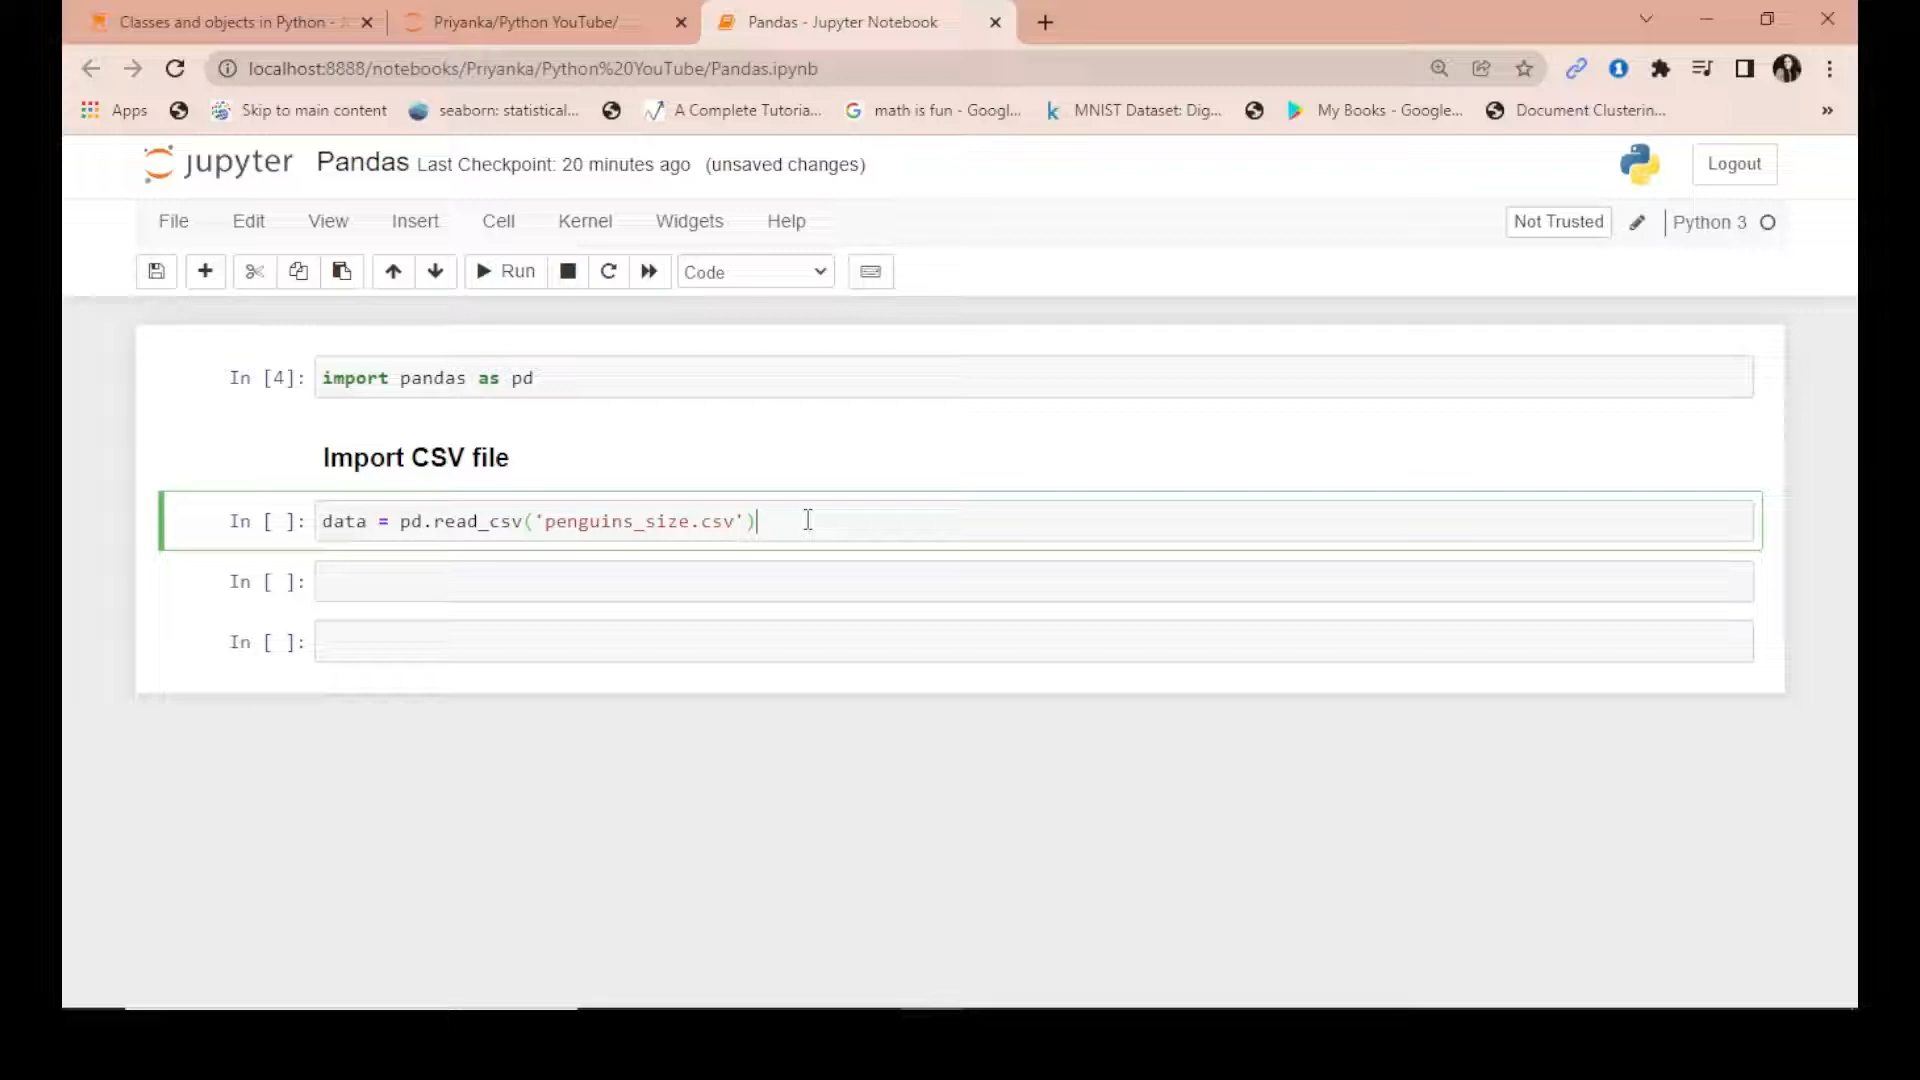 Classes and objects in Python -
Priyanka/Python YouTube/
Pandas - Jupyter Notebook
localhost:8888/notebooks/Priyanka/Python%20YouTube/Pandas.ipynb
Apps
Skip to main content
seaborn: statistical...
A Complete Tutoria...
math is fun - Googl...
MNIST Dataset: Dig...
My Books - Google...
Document Clusterin...
»
jupyter Pandas Last Checkpoint: 20 minutes ago (unsaved changes)
Logout
File Edit View Insert Cell Kernel Widgets Help
Not Trusted
Python 3
Run
Code
In [4]: import pandas as pd
Import CSV file
In [ ]: data = pd.read_csv('penguins_size.csv')
In [ ]:
In [ ]: